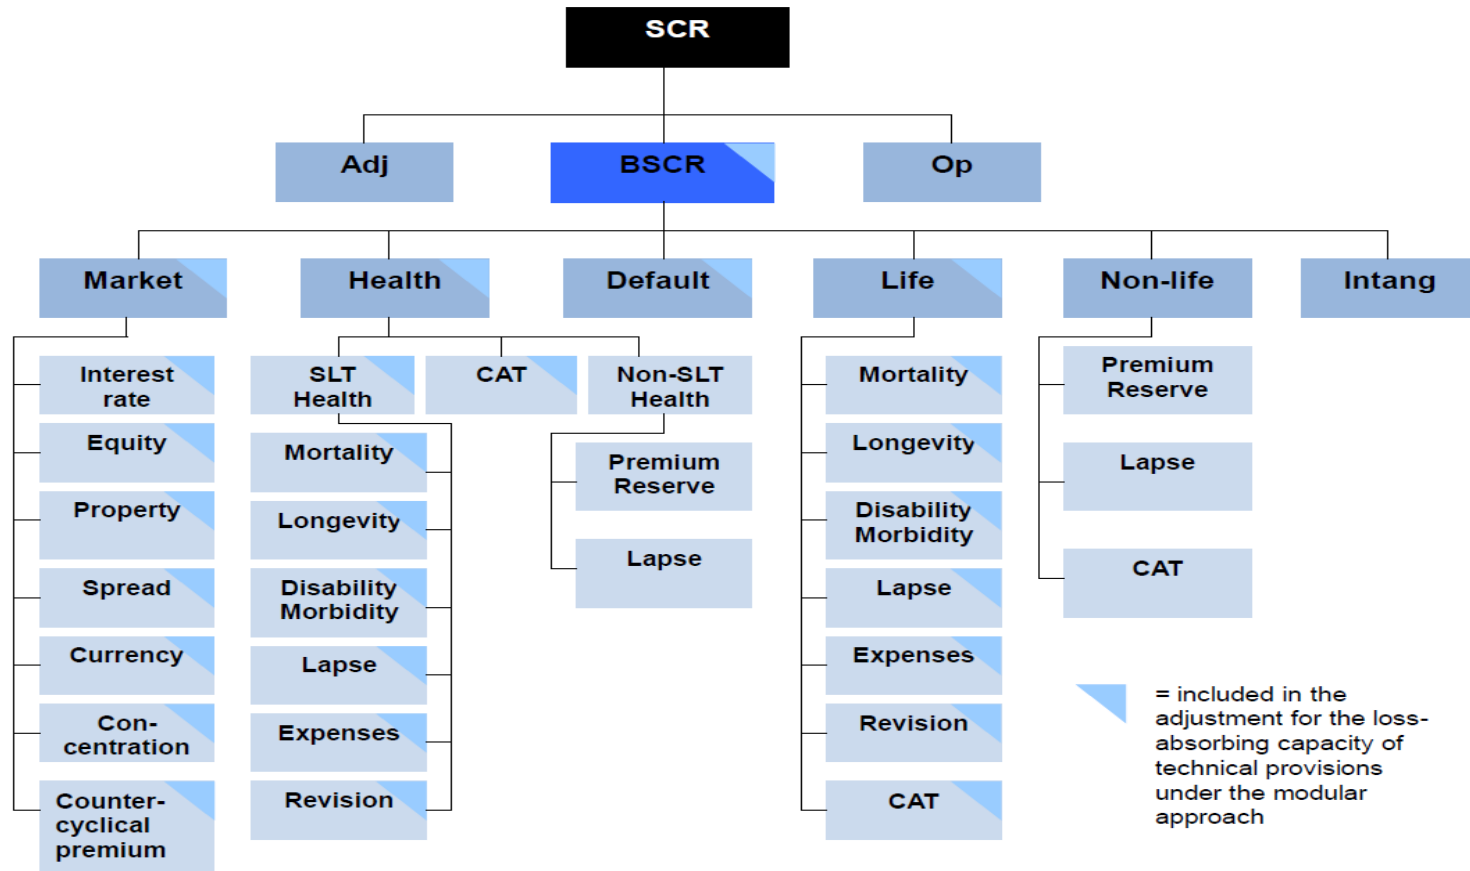 SCR
Adj
BSCR
Op
Market
Health
Default
Life
Non-life
Intang
Interest
rate
Equity
Property
Spread
Currency
Con-
centration
Counter-
cyclical
premium
SLT
Health
CAT
Non-SLT
Health
Mortality
Longevity
Disability
Morbidity
Lapse
Expenses
Revision
Premium
Reserve
Lapse
Mortality
Longevity
Disability
Morbidity
Lapse
Expenses
Revision
CAT
Premium
Reserve
Lapse
CAT
= included in the
adjustment for the loss-
absorbing capacity of
technical provisions
under the modular
approach